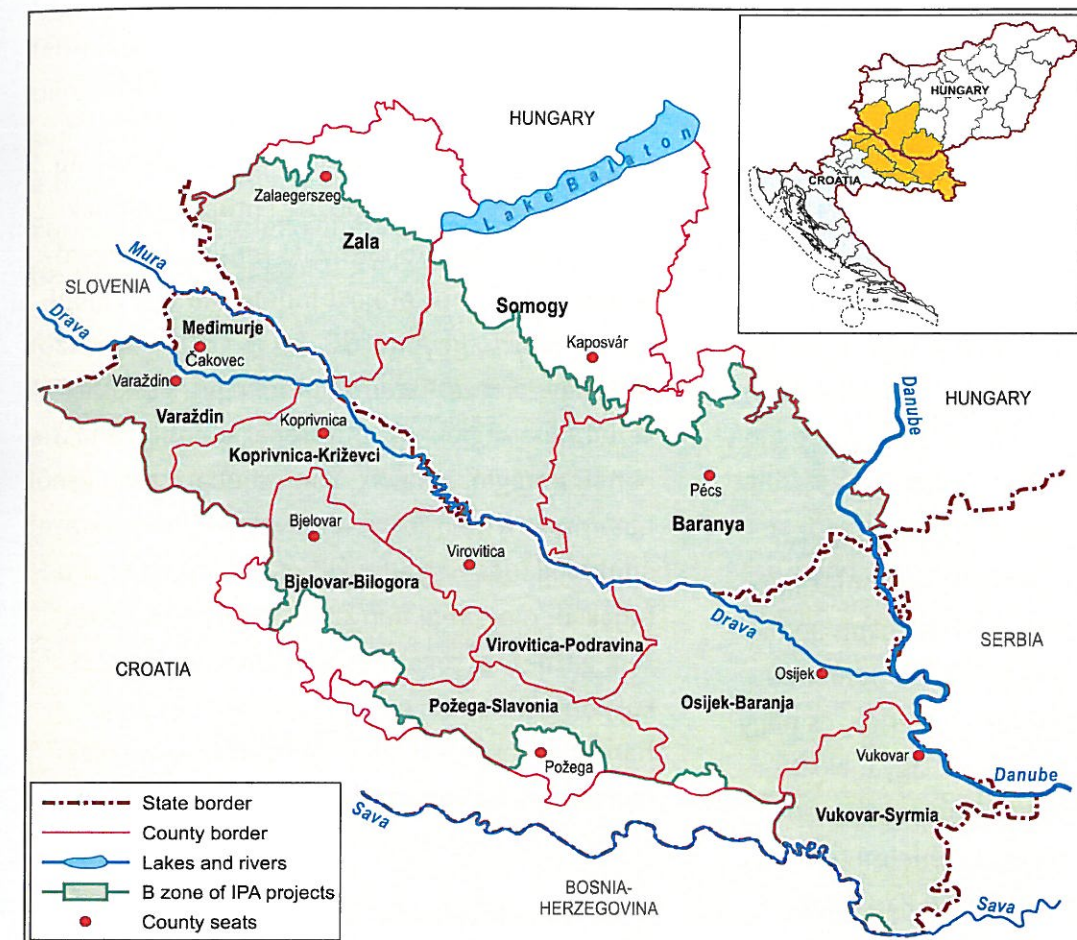 HUNGARY
Lake Balaton
Zalaegerszeg
Zala
Mura
SLOVENIA
Drava
Somogy
Međimurje
Čakovec
Kaposvár
Varaždin
Varaždin
Koprivnica
Koprivnica-Križevci
HUNGARY
CROATIA
Danube
HUNGARY
Pécs
Baranya
Bjelovar
Virovitica
Bjelovar-Bilogora
Drava
SERBIA
Virovitica-Podravina
CROATIA
Osijek
Požega-Slavonia
Osijek-Baranja
Požega
Vukovar
Danube
Vukovar-Syrmia
Sava
BOSNIA-
HERZEGOVINA
Sava
State border
County border
Lakes and rivers
B zone of IPA projects
County seats